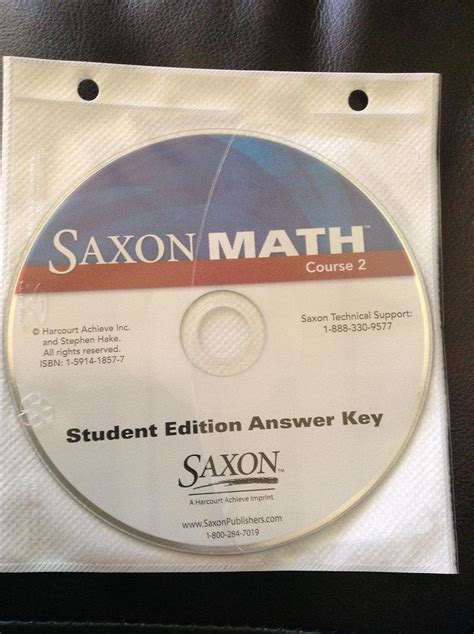 SAXON MATH™
Course 2
© Harcourt Achieve Inc.
and Stephen Hake.
All rights reserved.
ISBN: 1-5914-1857-7
Saxon Technical Support:
1-888-330-9577
Student Edition Answer Key
SAXON™
A Harcourt Achieve Imprint
www.SaxonPublishers.com
1-800-284-7019